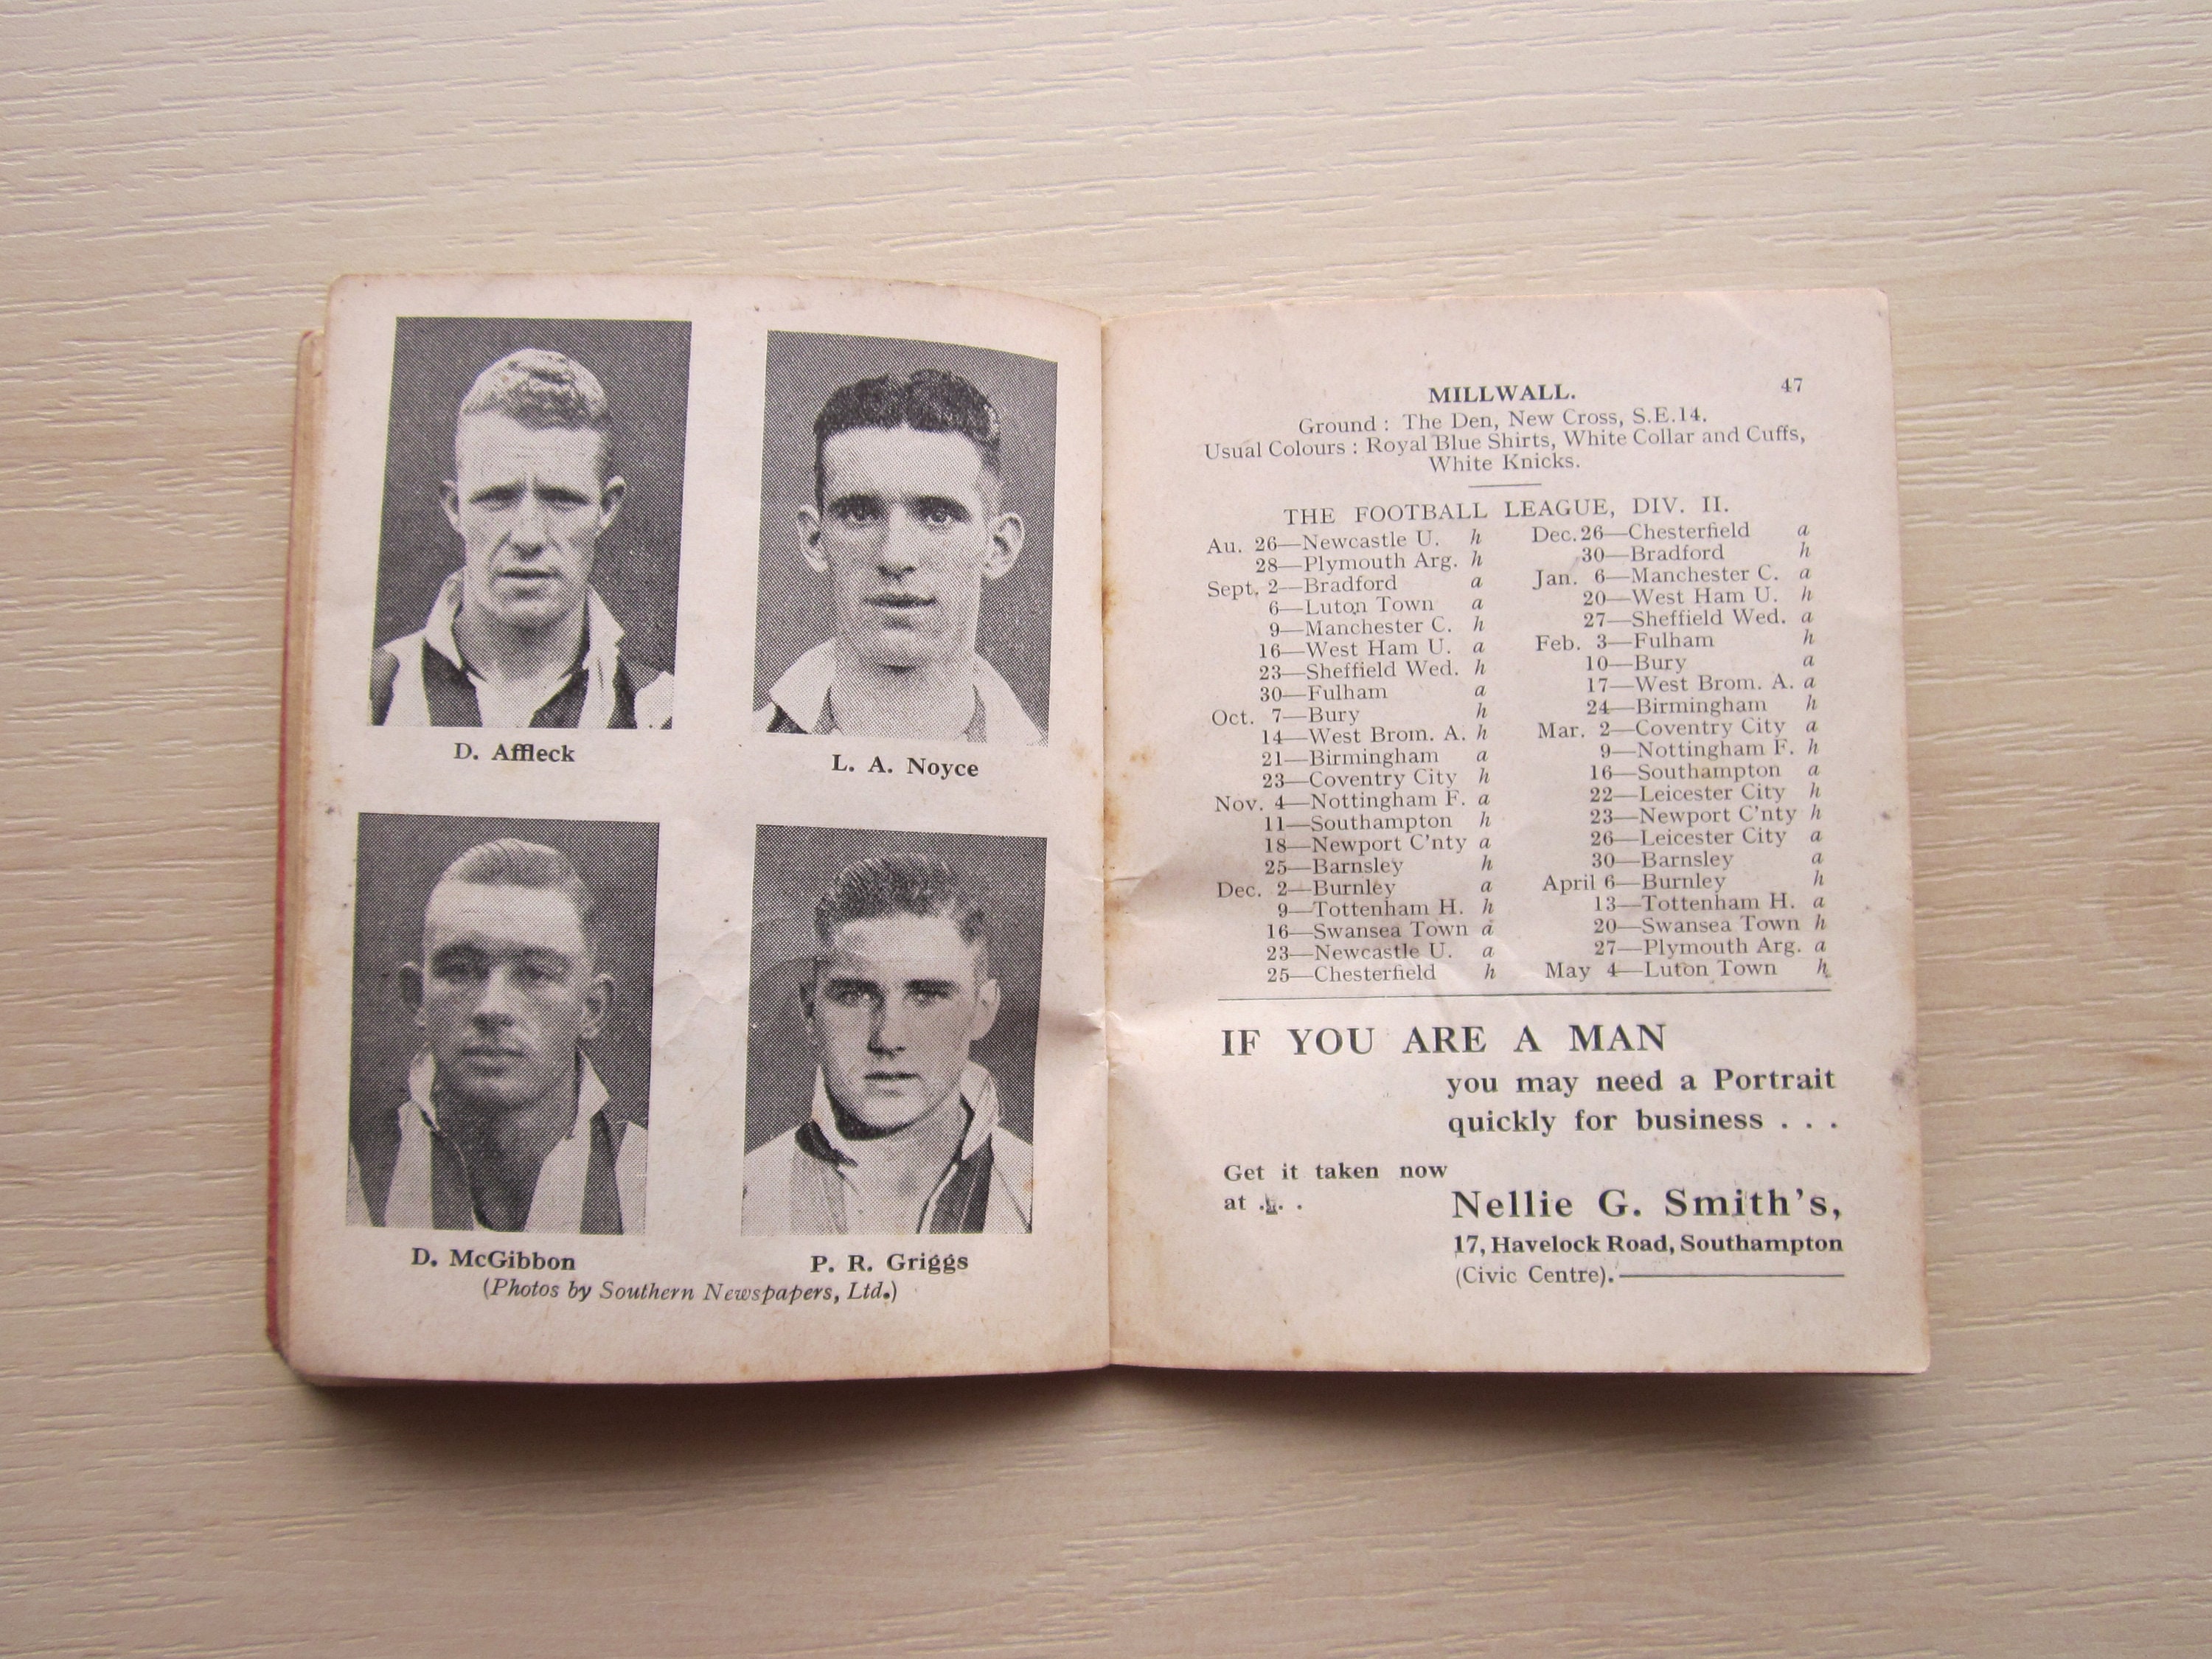 D. Affleck
L. A. Noyce
D. McGibbon
P. R. Griggs
(Photos by Southern Newspapers, Ltd.)
MILLWALL. 47
Ground : The Den, New Cross, S.E.14.
Usual Colours : Royal Blue Shirts, White Collar and Cuffs,
White Knicks.
THE FOOTBALL LEAGUE, DIV. II.
Au. 26—Newcastle U. h
28—Plymouth Arg. h
Sept. 2—Bradford a
6—Luton Town a
9—Manchester C. h
16—West Ham U. a
23—Sheffield Wed. h
30—Fulham a
Oct. 7—Bury h
14—West Brom. A. h
21—Birmingham a
23—Coventry City h
Nov. 4—Nottingham F. a
11—Southampton h
18—Newport C'nty a
25—Barnsley h
Dec. 2—Burnley a
9—Tottenham H. h
16—Swansea Town a
23—Newcastle U. a
25—Chesterfield h
Dec. 26—Chesterfield a
30—Bradford h
Jan. 6—Manchester C. a
20—West Ham U. h
27—Sheffield Wed. a
Feb. 3—Fulham h
10—Bury a
17—West Brom. A. a
24—Birmingham h
Mar. 2—Coventry City a
9—Nottingham F. h
16—Southampton a
22—Leicester City h
23—Newport C'nty h
26—Leicester City a
30—Barnsley a
April 6—Burnley h
13—Tottenham H. a
20—Swansea Town h
27—Plymouth Arg. a
May 4—Luton Town h
IF YOU ARE A MAN
you may need a Portrait
quickly for business . . .
Get it taken now
at . . .
Nellie G. Smith's,
17, Havelock Road, Southampton
(Civic Centre).